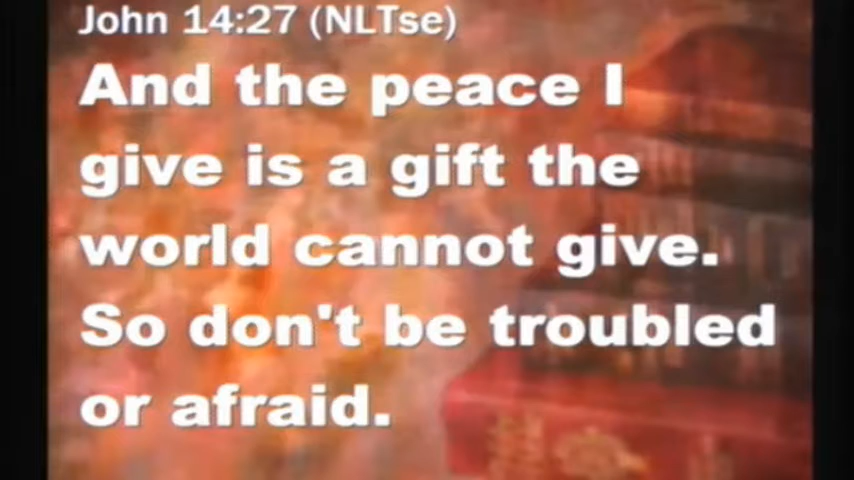 John 14:27 (NLTse)
And the peace I
give is a gift the
world cannot give.
So don't be troubled
or afraid.